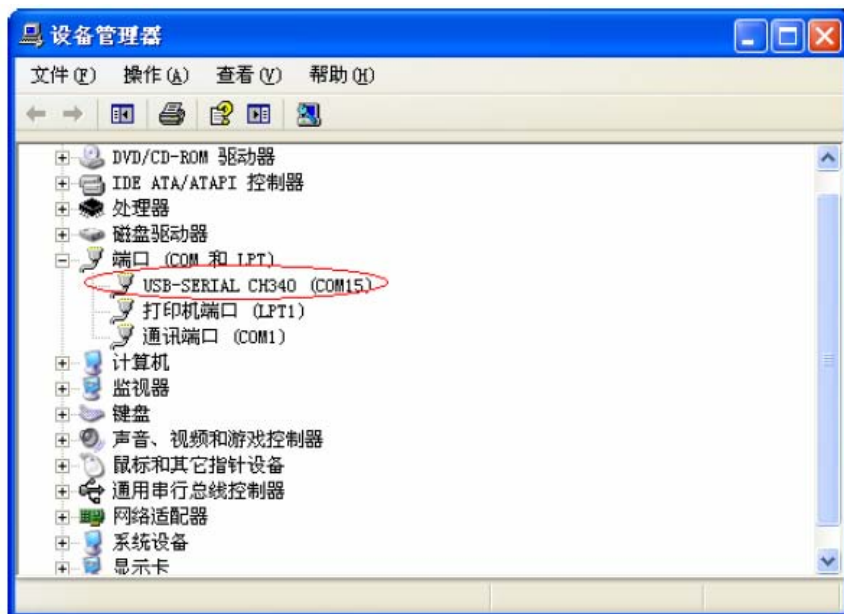 设备管理器
文件(F) 操作(A) 查看(V) 帮助(H)
DVD/CD-ROM 驱动器
IDE ATA/ATAPI 控制器
处理器
磁盘驱动器
端口 (COM 和 LPT)
USB-SERIAL CH340 (COM15)
打印机端口 (LPT1)
通讯端口 (COM1)
计算机
监视器
键盘
声音、视频和游戏控制器
鼠标和其它指针设备
通用串行总线控制器
网络适配器
系统设备
显示卡